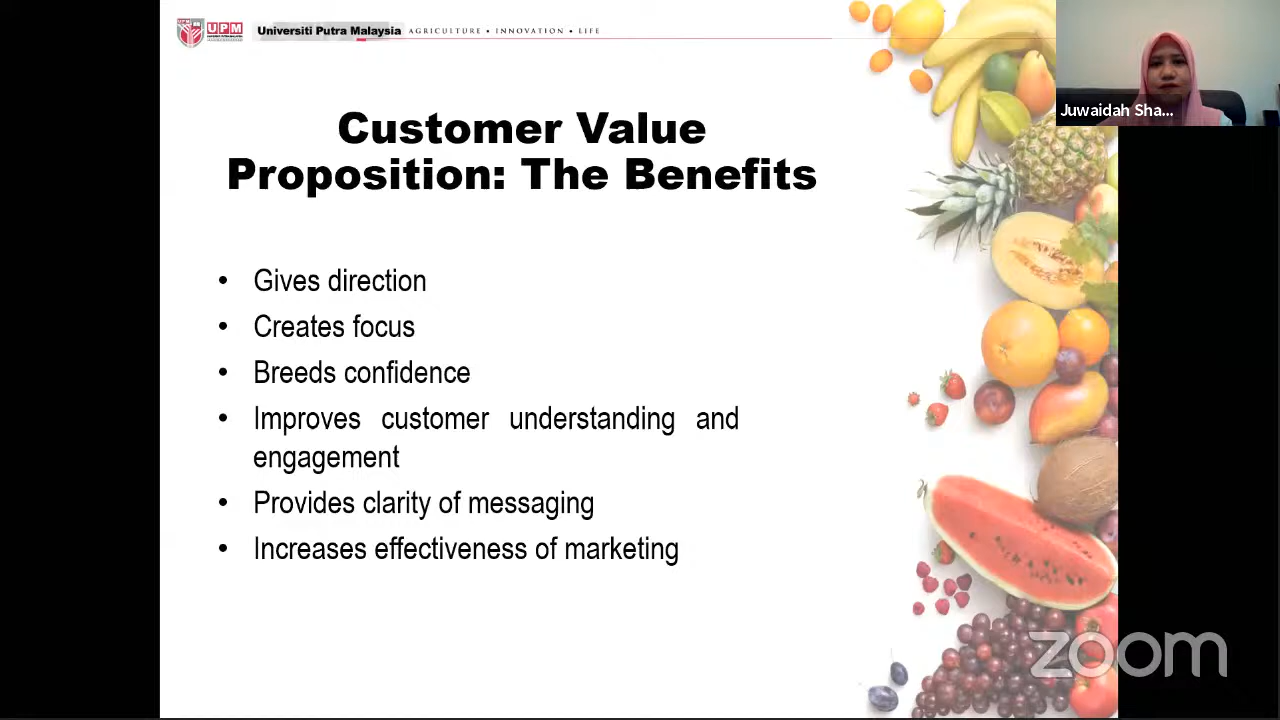 UPM
Universiti Putra Malaysia AGRICULTURE • INNOVATION • LIFE
Juwaidah Sha...
Customer Value
Proposition: The Benefits
• Gives direction
• Creates focus
• Breeds confidence
• Improves customer understanding and
engagement
• Provides clarity of messaging
• Increases effectiveness of marketing
zoom